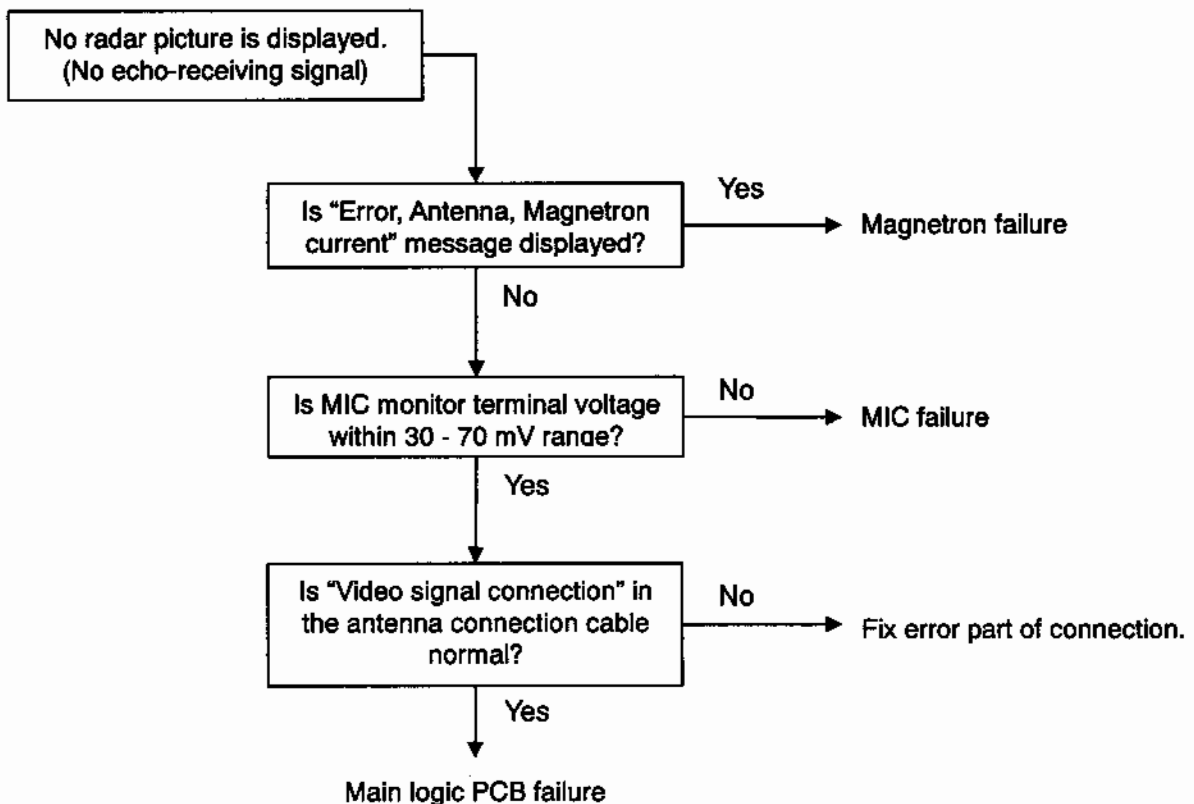 No radar picture is displayed.
(No echo-receiving signal)
Is “Error, Antenna, Magnetron
current” message displayed?
Yes
Magnetron failure
No
Is MIC monitor terminal voltage
within 30 - 70 mV range?
No
MIC failure
Yes
Is “Video signal connection” in
the antenna connection cable
normal?
No
Fix error part of connection.
Yes
Main logic PCB failure